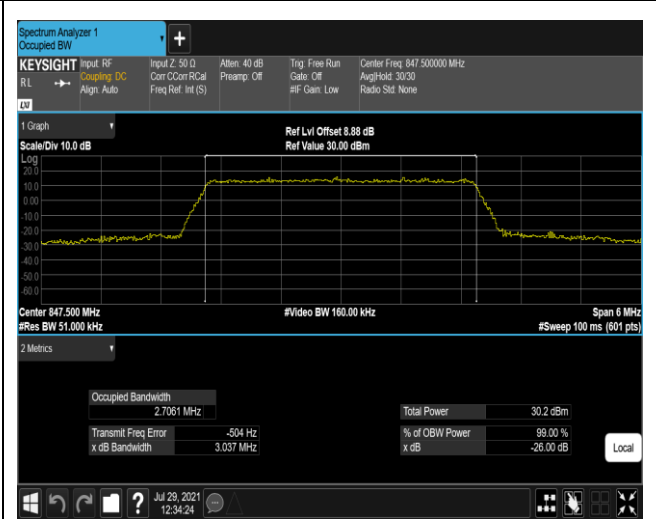 Spectrum Analyzer 1
Occupied BW
+
KEYSIGHT Input: RF Input Z: 50 Ω Atten: 40 dB Trig: Free Run Center Freq: 847.500000 MHz
RL Coupling: DC Corr CCorr RCal Preamp: Off Gate: Off Avg|Hold: 30/30
Align: Auto Freq Ref: Int (S) #IF Gain: Low Radio Std: None
LXI
1 Graph
Ref Lvl Offset 8.88 dB
Scale/Div 10.0 dB Ref Value 30.00 dBm
Log
20.0
10.0
0.00
-10.0
-20.0
-30.0
-40.0
-50.0
-60.0
Center 847.500 MHz #Video BW 160.00 kHz Span 6 MHz
#Res BW 51.000 kHz #Sweep 100 ms (601 pts)
2 Metrics
Occupied Bandwidth
2.7061 MHz Total Power 30.2 dBm
Transmit Freq Error -504 Hz % of OBW Power 99.00 %
x dB Bandwidth 3.037 MHz x dB -26.00 dB
Local
? Jul 29, 2021
12:34:24